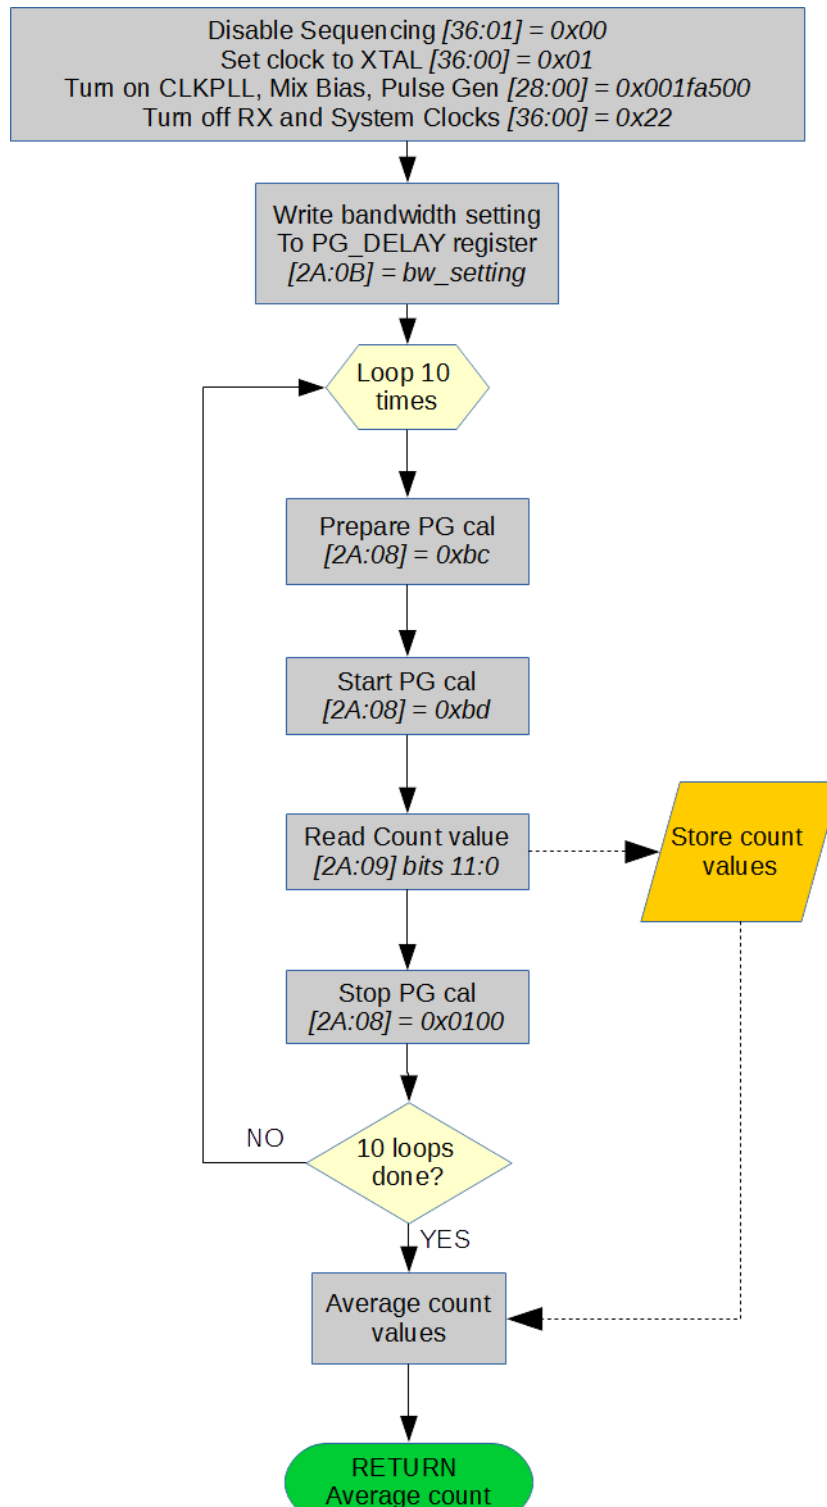 Disable Sequencing [36:01] = 0x00
Set clock to XTAL [36:00] = 0x01
Turn on CLKPLL, Mix Bias, Pulse Gen [28:00] = 0x001fa500
Turn off RX and System Clocks [36:00] = 0x22
Write bandwidth setting
To PG_DELAY register
[2A:0B] = bw_setting
Loop 10
times
Prepare PG cal
[2A:08] = 0xbc
Start PG cal
[2A:08] = 0xbd
Read Count value
[2A:09] bits 11:0
Store count
values
Stop PG cal
[2A:08] = 0x0100
10 loops
done?
NO
YES
Average count
values
RETURN
Average count